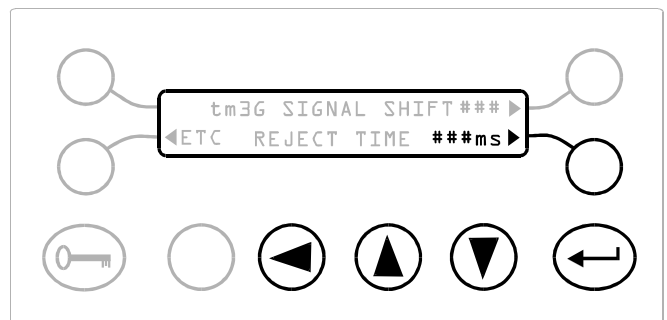 tm3G SIGNAL SHIFT ### ▶
◀ETC REJECT TIME ###ms ▶